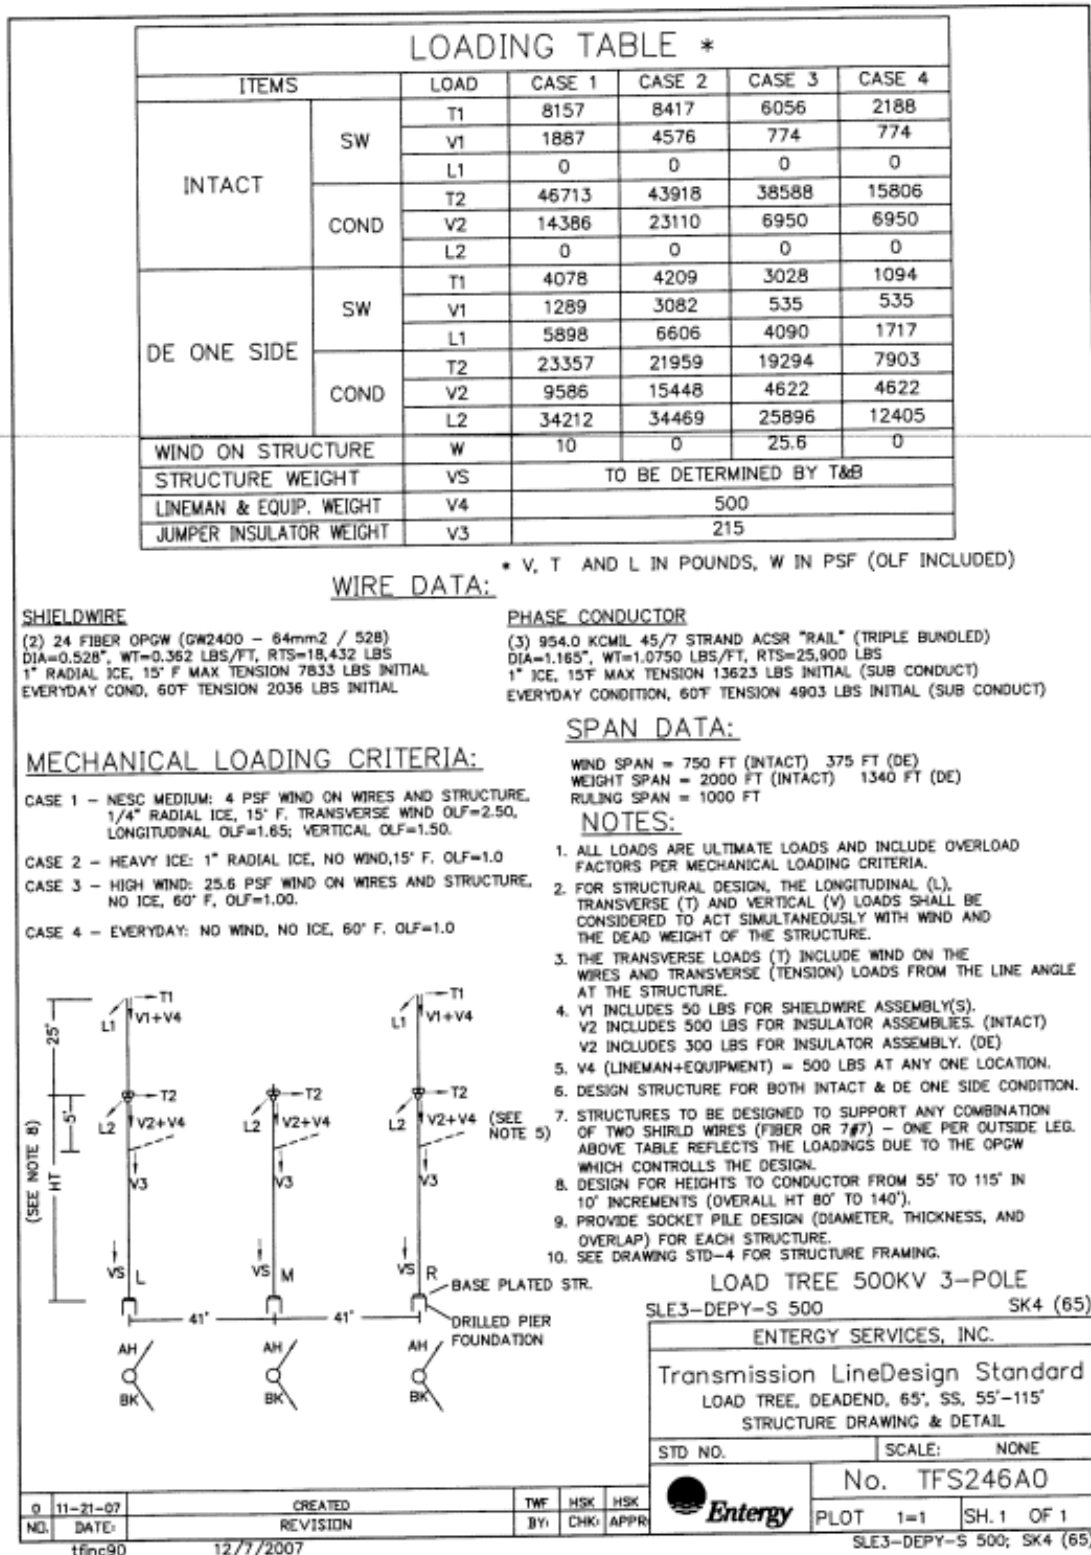 LOADING TABLE *
ITEMS LOAD CASE 1 CASE 2 CASE 3 CASE 4
INTACT SW T1 8157 8417 6056 2188
V1 1887 4576 774 774
L1 0 0 0 0
COND T2 46713 43918 38588 15806
V2 14386 23110 6950 6950
L2 0 0 0 0
DE ONE SIDE SW T1 4078 4209 3028 1094
V1 1289 3082 535 535
L1 5898 6606 4090 1717
COND T2 23357 21959 19294 7903
V2 9586 15448 4622 4622
L2 34212 34469 25896 12405
WIND ON STRUCTURE W 10 0 25.6 0
STRUCTURE WEIGHT VS TO BE DETERMINED BY T&B
LINEMAN & EQUIP. WEIGHT V4 500
JUMPER INSULATOR WEIGHT V3 215
* V, T AND L IN POUNDS, W IN PSF (OLF INCLUDED)
WIRE DATA:
SHIELDWIRE
(2) 24 FIBER OPGW (GW2400 - 64mm2 / 528)
DIA=0.528", WT=0.362 LBS/FT, RTS=18,432 LBS
1" RADIAL ICE, 15° F MAX TENSION 7833 LBS INITIAL
EVERYDAY COND, 60°F TENSION 2036 LBS INITIAL
PHASE CONDUCTOR
(3) 954.0 KCMIL 45/7 STRAND ACSR "RAIL" (TRIPLE BUNDLED)
DIA=1.165", WT=1.0750 LBS/FT, RTS=25,900 LBS
1" ICE, 15°F MAX TENSION 13623 LBS INITIAL (SUB CONDUCT)
EVERYDAY CONDITION, 60°F TENSION 4903 LBS INITIAL (SUB CONDUCT)
SPAN DATA:
WIND SPAN = 750 FT (INTACT) 375 FT (DE)
WEIGHT SPAN = 2000 FT (INTACT) 1340 FT (DE)
RULING SPAN = 1000 FT
MECHANICAL LOADING CRITERIA:
CASE 1 - NESC MEDIUM: 4 PSF WIND ON WIRES AND STRUCTURE,
1/4" RADIAL ICE, 15° F. TRANSVERSE WIND OLF=2.50,
LONGITUDINAL OLF=1.65; VERTICAL OLF=1.50.
CASE 2 - HEAVY ICE: 1" RADIAL ICE, NO WIND,15° F. OLF=1.0
CASE 3 - HIGH WIND: 25.6 PSF WIND ON WIRES AND STRUCTURE,
NO ICE, 60° F, OLF=1.00.
CASE 4 - EVERYDAY: NO WIND, NO ICE, 60° F. OLF=1.0
NOTES:
1. ALL LOADS ARE ULTIMATE LOADS AND INCLUDE OVERLOAD
FACTORS PER MECHANICAL LOADING CRITERIA.
2. FOR STRUCTURAL DESIGN, THE LONGITUDINAL (L),
TRANSVERSE (T) AND VERTICAL (V) LOADS SHALL BE
CONSIDERED TO ACT SIMULTANEOUSLY WITH WIND AND
THE DEAD WEIGHT OF THE STRUCTURE.
3. THE TRANSVERSE LOADS (T) INCLUDE WIND ON THE
WIRES AND TRANSVERSE (TENSION) LOADS FROM THE LINE ANGLE
AT THE STRUCTURE.
4. V1 INCLUDES 50 LBS FOR SHIELDWIRE ASSEMBLY(S).
V2 INCLUDES 500 LBS FOR INSULATOR ASSEMBLIES. (INTACT)
V2 INCLUDES 300 LBS FOR INSULATOR ASSEMBLY. (DE)
5. V4 (LINEMAN+EQUIPMENT) = 500 LBS AT ANY ONE LOCATION.
6. DESIGN STRUCTURE FOR BOTH INTACT & DE ONE SIDE CONDITION.
7. STRUCTURES TO BE DESIGNED TO SUPPORT ANY COMBINATION
OF TWO SHIRLD WIRES (FIBER OR 7#7) - ONE PER OUTSIDE LEG.
ABOVE TABLE REFLECTS THE LOADINGS DUE TO THE OPGW
WHICH CONTROLLS THE DESIGN.
8. DESIGN FOR HEIGHTS TO CONDUCTOR FROM 55' TO 115' IN
10' INCREMENTS (OVERALL HT 80' TO 140').
9. PROVIDE SOCKET PILE DESIGN (DIAMETER, THICKNESS, AND
OVERLAP) FOR EACH STRUCTURE.
10. SEE DRAWING STD-4 FOR STRUCTURE FRAMING.
T1 T1
L1 V1+V4 L1 V1+V4
25'
T2 T2 T2
5'
L2 V2+V4 L2 V2+V4 L2 V2+V4 (SEE
NOTE 5)
(SEE NOTE 8)
HT
V3 V3 V3
VS L VS M VS R
BASE PLATED STR.
41' 41'
DRILLED PIER
FOUNDATION
AH AH AH
BK BK BK
LOAD TREE 500KV 3-POLE
SLE3-DEPY-S 500 SK4 (65)
ENTERGY SERVICES, INC.
Transmission LineDesign Standard
LOAD TREE, DEADEND, 65°, SS, 55'-115'
STRUCTURE DRAWING & DETAIL
STD NO. SCALE: NONE
Entergy
No. TFS246A0
PLOT 1=1 SH. 1 OF 1
0 11-21-07 CREATED TWF HSK HSK
NO. DATE: REVISION BY: CHK: APPR:
tfinc90 12/7/2007
SLE3-DEPY-S 500; SK4 (65)